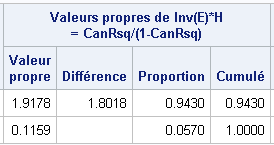 Valeurs propres de Inv(E)*H
= CanRsq/(1-CanRsq)
Valeur propre Différence Proportion Cumulé
1.9178 1.8018 0.9430 0.9430
0.1159 0.0570 1.0000